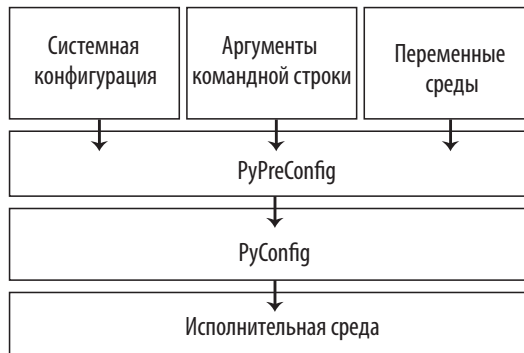 Системная
конфигурация
Аргументы
командной строки
Переменные
среды
PyPreConfig
PyConfig
Исполнительная среда